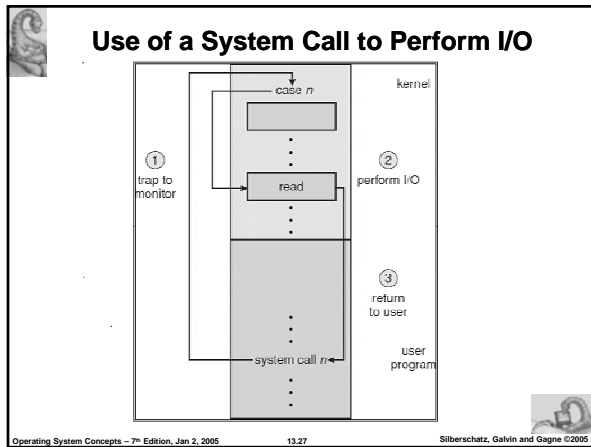 Use of a System Call to Perform I/O
kernel
case n
1
trap to
monitor
2
perform I/O
read
3
return
to user
system call n
user
program
Operating System Concepts – 7th Edition, Jan 2, 2005
13.27
Silberschatz, Galvin and Gagne ©2005